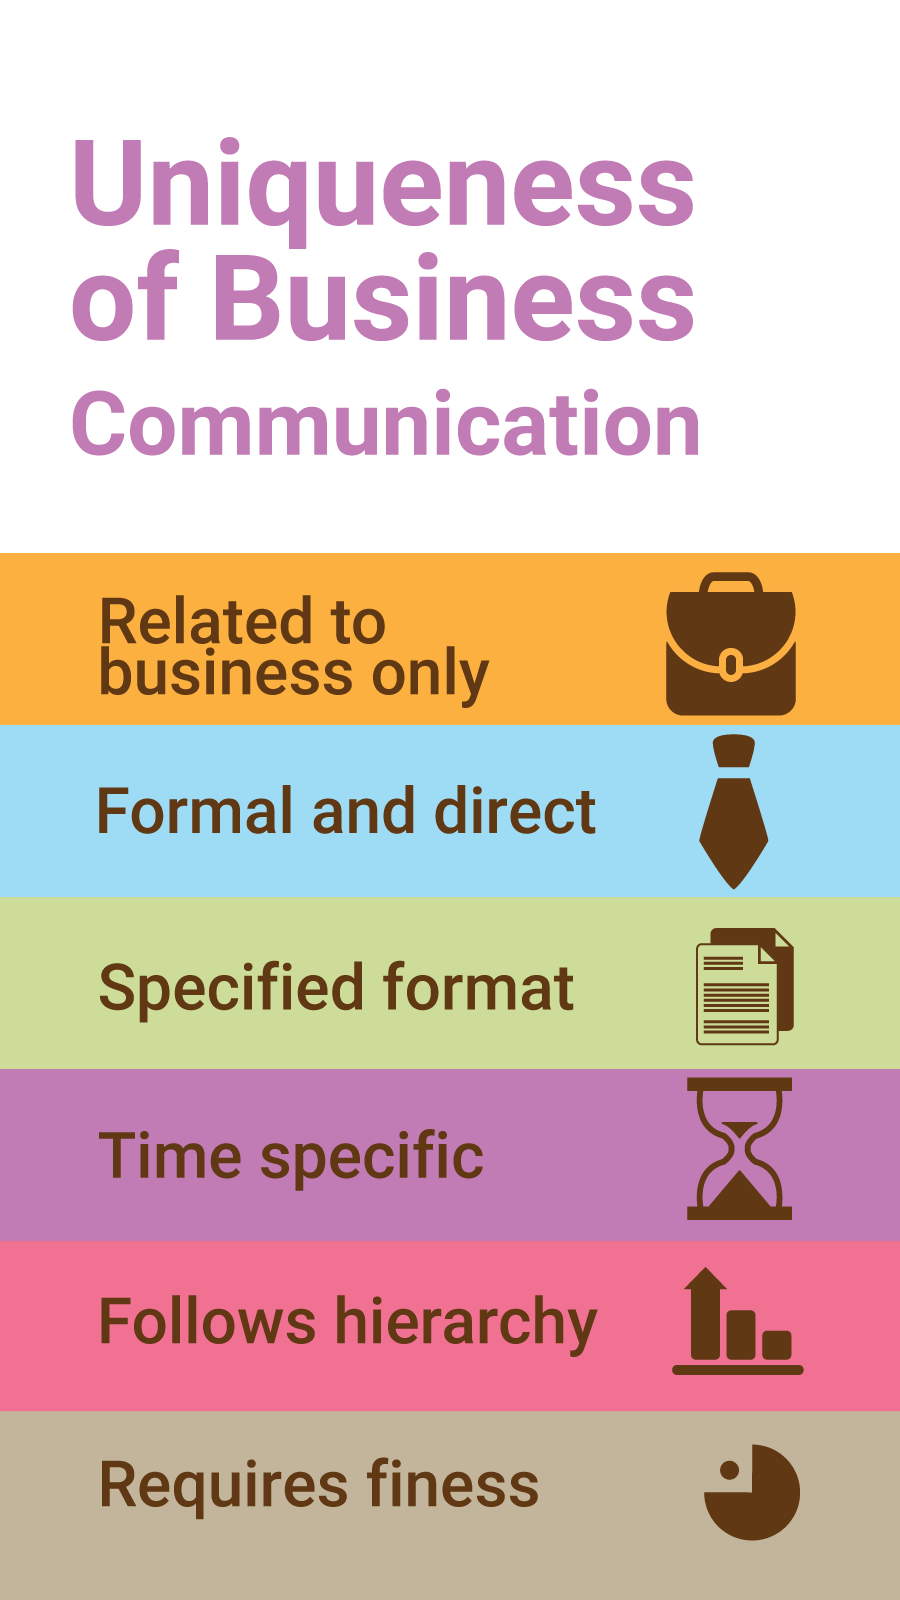 Uniqueness
of Business
Communication
Related to
business only
Formal and direct
Specified format
Time specific
Follows hierarchy
Requires finess